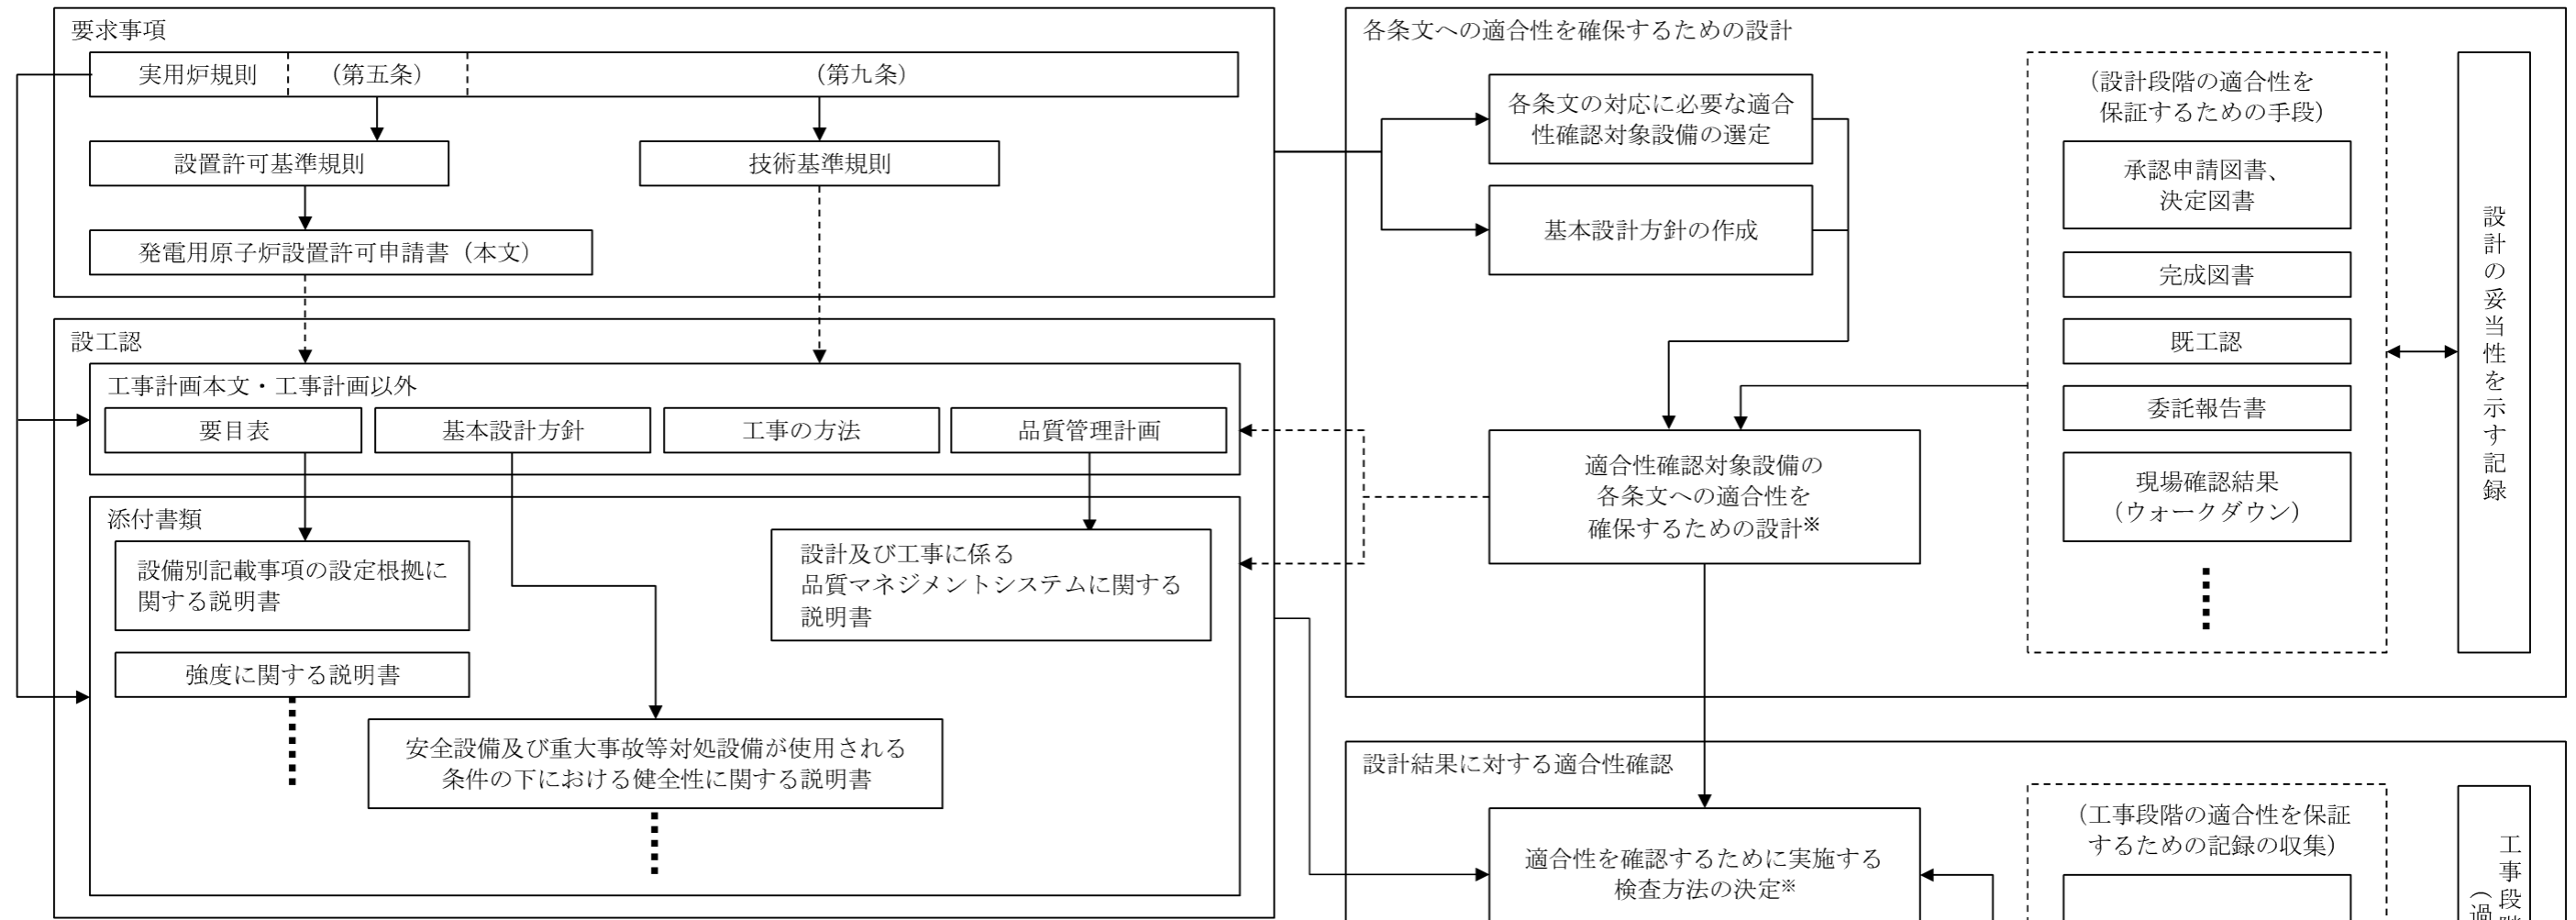 要求事項
実用炉規則
(第五条)
(第九条)
設置許可基準規則
技術基準規則
発電用原子炉設置許可申請書（本文）
設工認
工事計画本文・工事計画以外
要目表
基本設計方針
工事の方法
品質管理計画
添付書類
設備別記載事項の設定根拠に
関する説明書
設計及び工事に係る
品質マネジメントシステムに関する
説明書
強度に関する説明書
安全設備及び重大事故等対処設備が使用される
条件の下における健全性に関する説明書
各条文への適合性を確保するための設計
各条文の対応に必要な適合
性確認対象設備の選定
基本設計方針の作成
適合性確認対象設備の
各条文への適合性を
確保するための設計※
(設計段階の適合性を
保証するための手段)
承認申請図書、
決定図書
完成図書
既工認
委託報告書
現場確認結果
(ウォークダウン)
設計の妥当性を示す記録
設計結果に対する適合性確認
適合性を確認するために実施する
検査方法の決定※
(工事段階の適合性を保証
するための記録の収集)
工事段
(過